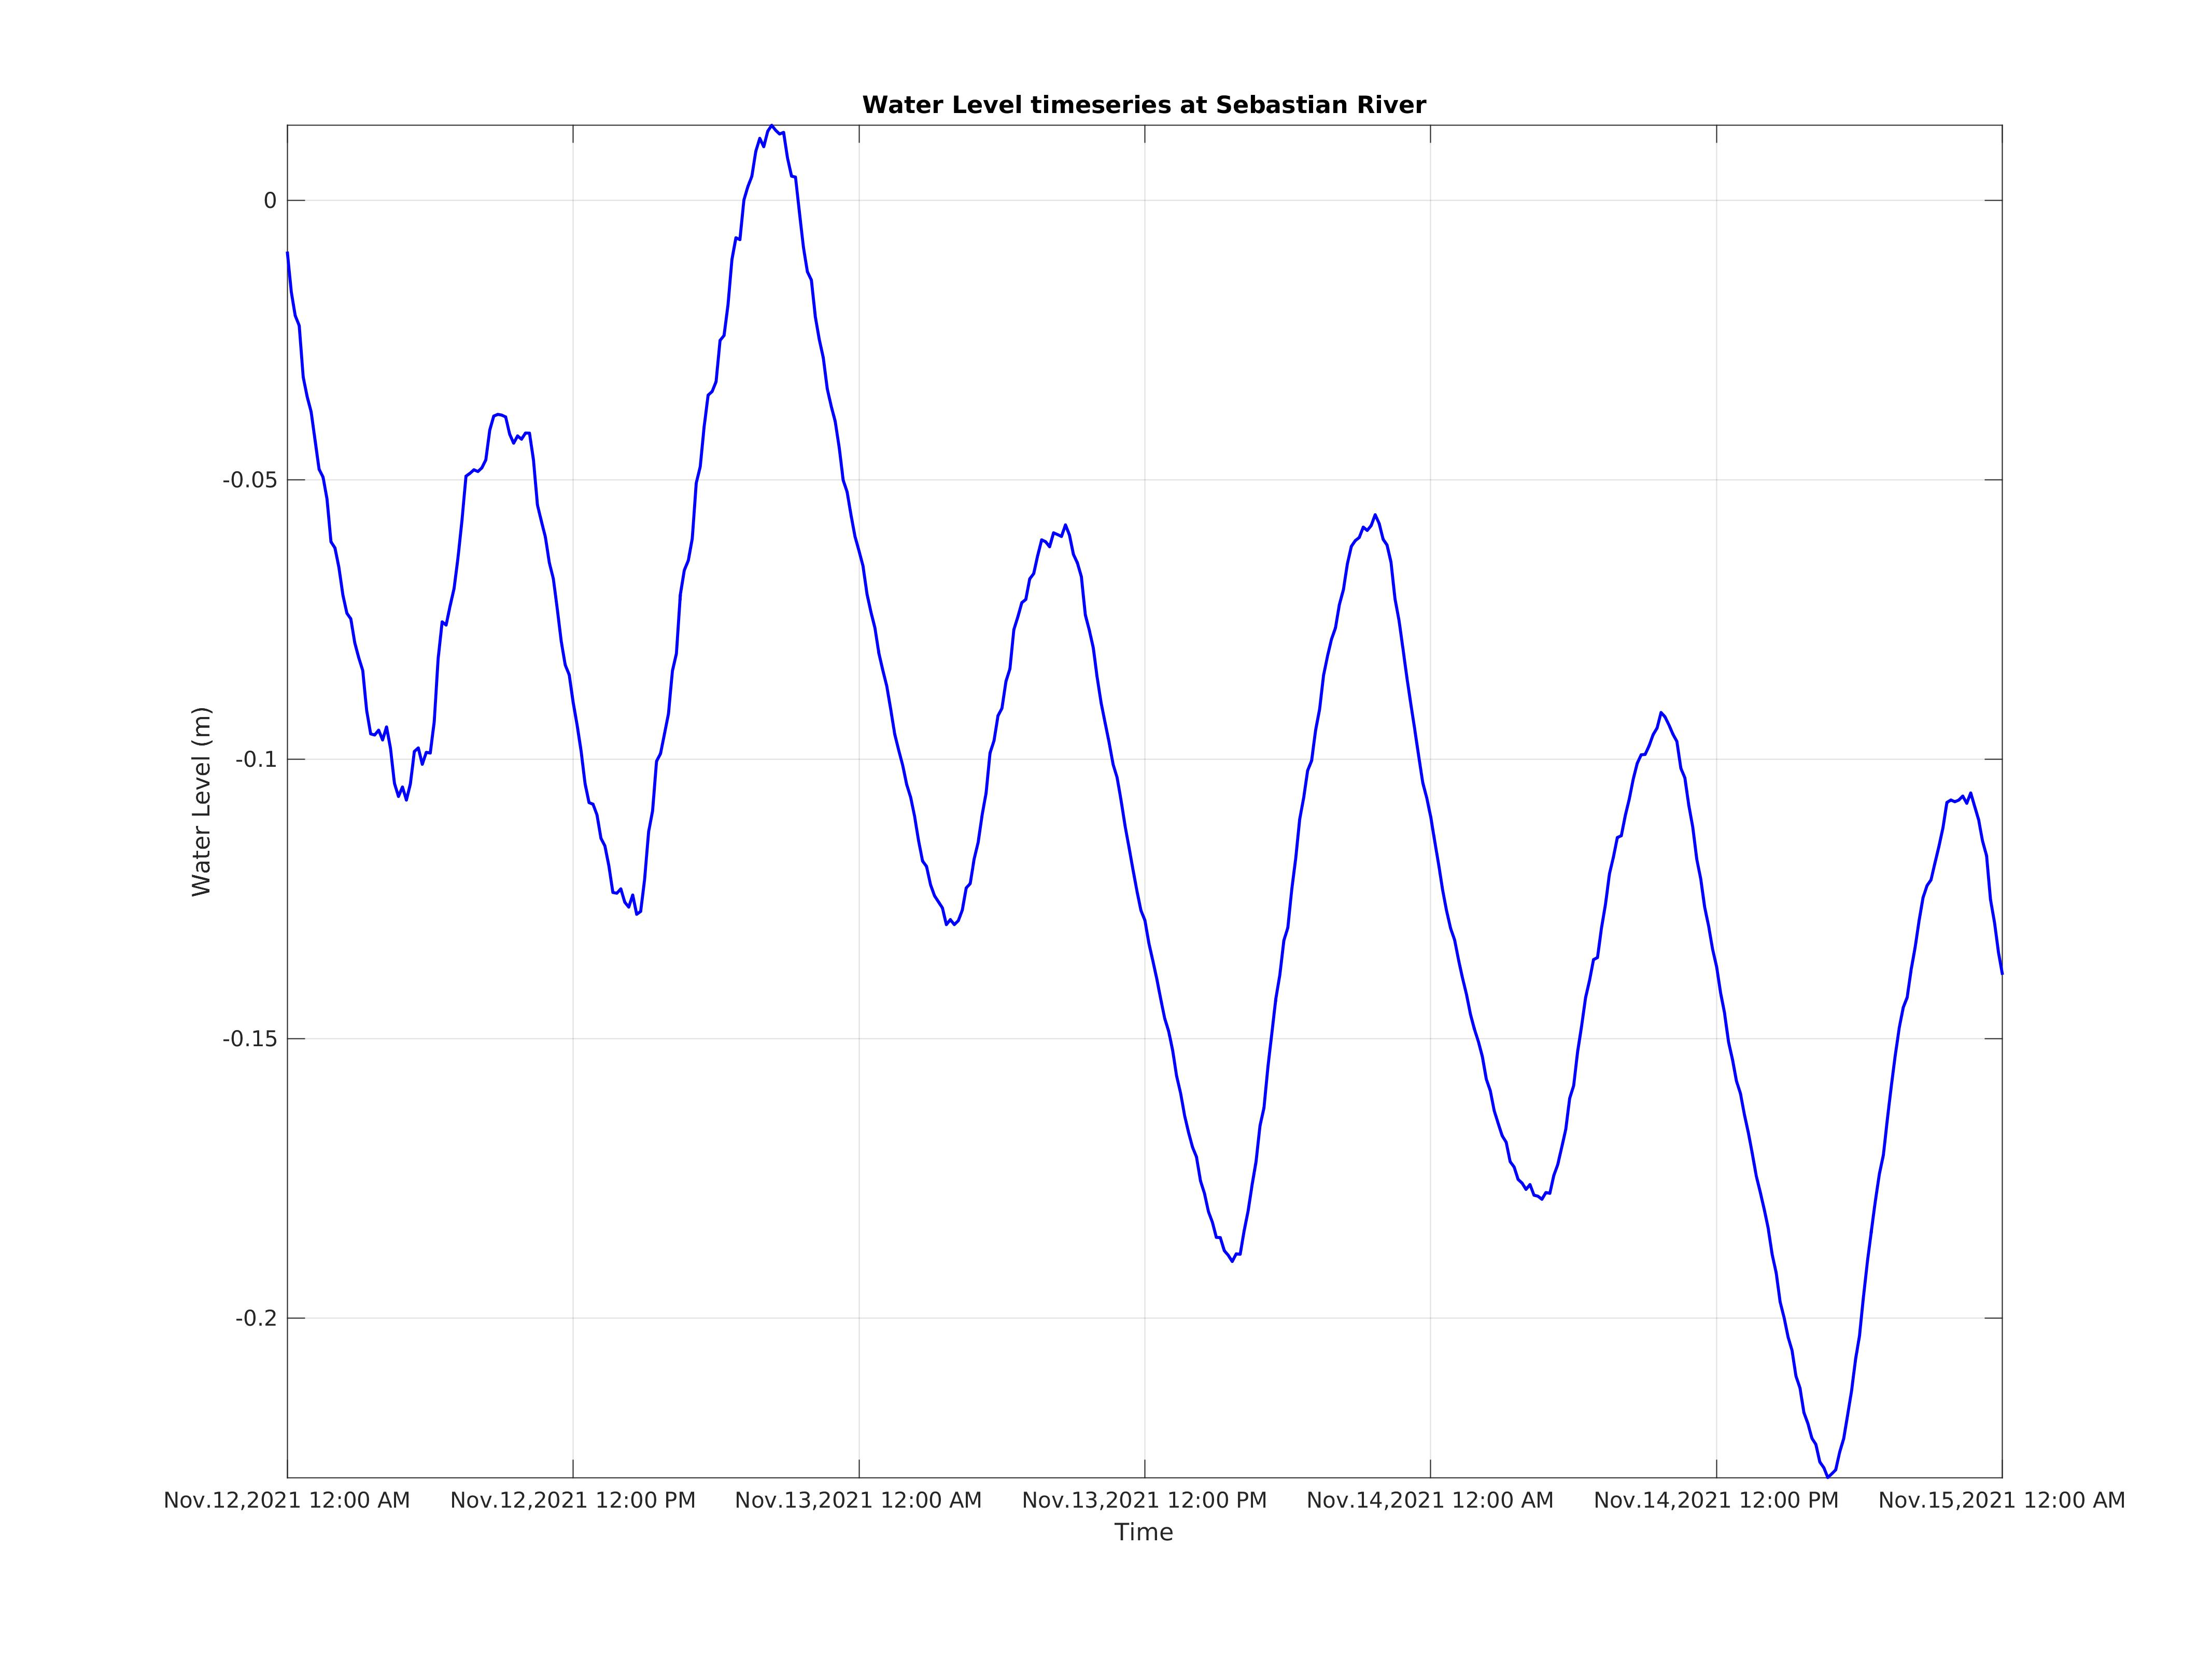 Water Level timeseries at Sebastian River
0
-0.05
-0.1
-0.15
-0.2
Water Level (m)
Nov.12,2021 12:00 AM Nov.12,2021 12:00 PM Nov.13,2021 12:00 AM Nov.13,2021 12:00 PM Nov.14,2021 12:00 AM Nov.14,2021 12:00 PM Nov.15,2021 12:00 AM
Time